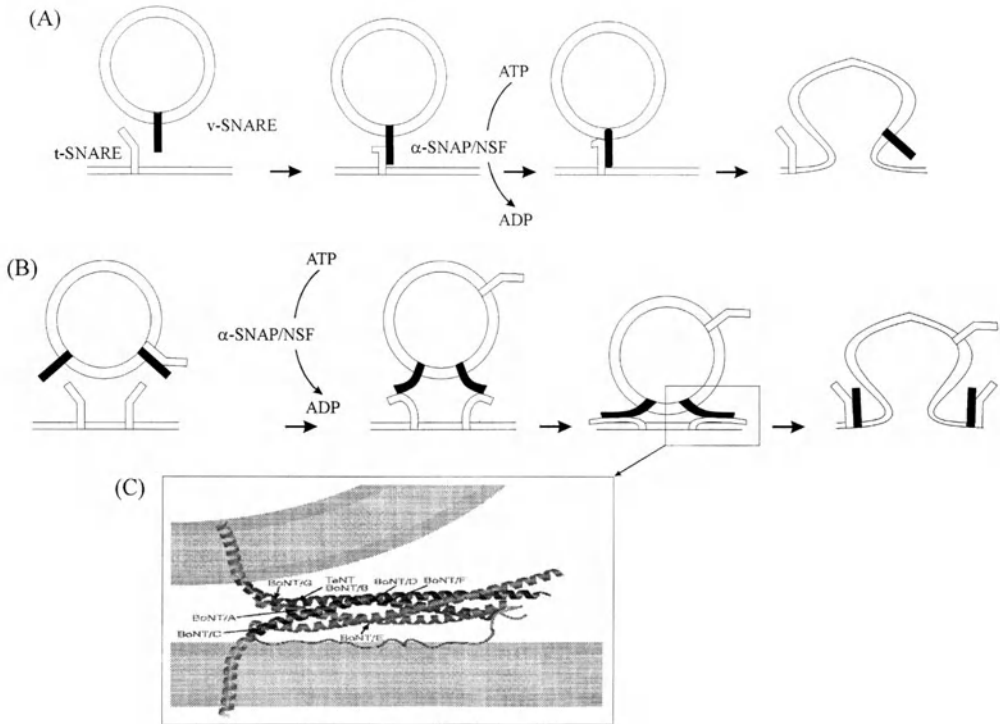 (A)
v-SNARE
t-SNARE
ATP
α-SNAP/NSF
ADP
(B)
ATP
α-SNAP/NSF
ADP
(C)
BoNT/G
TeNT
BoNT/B
BoNT/D
BoNT/F
BoNT/A
BoNT/C
BoNT/E